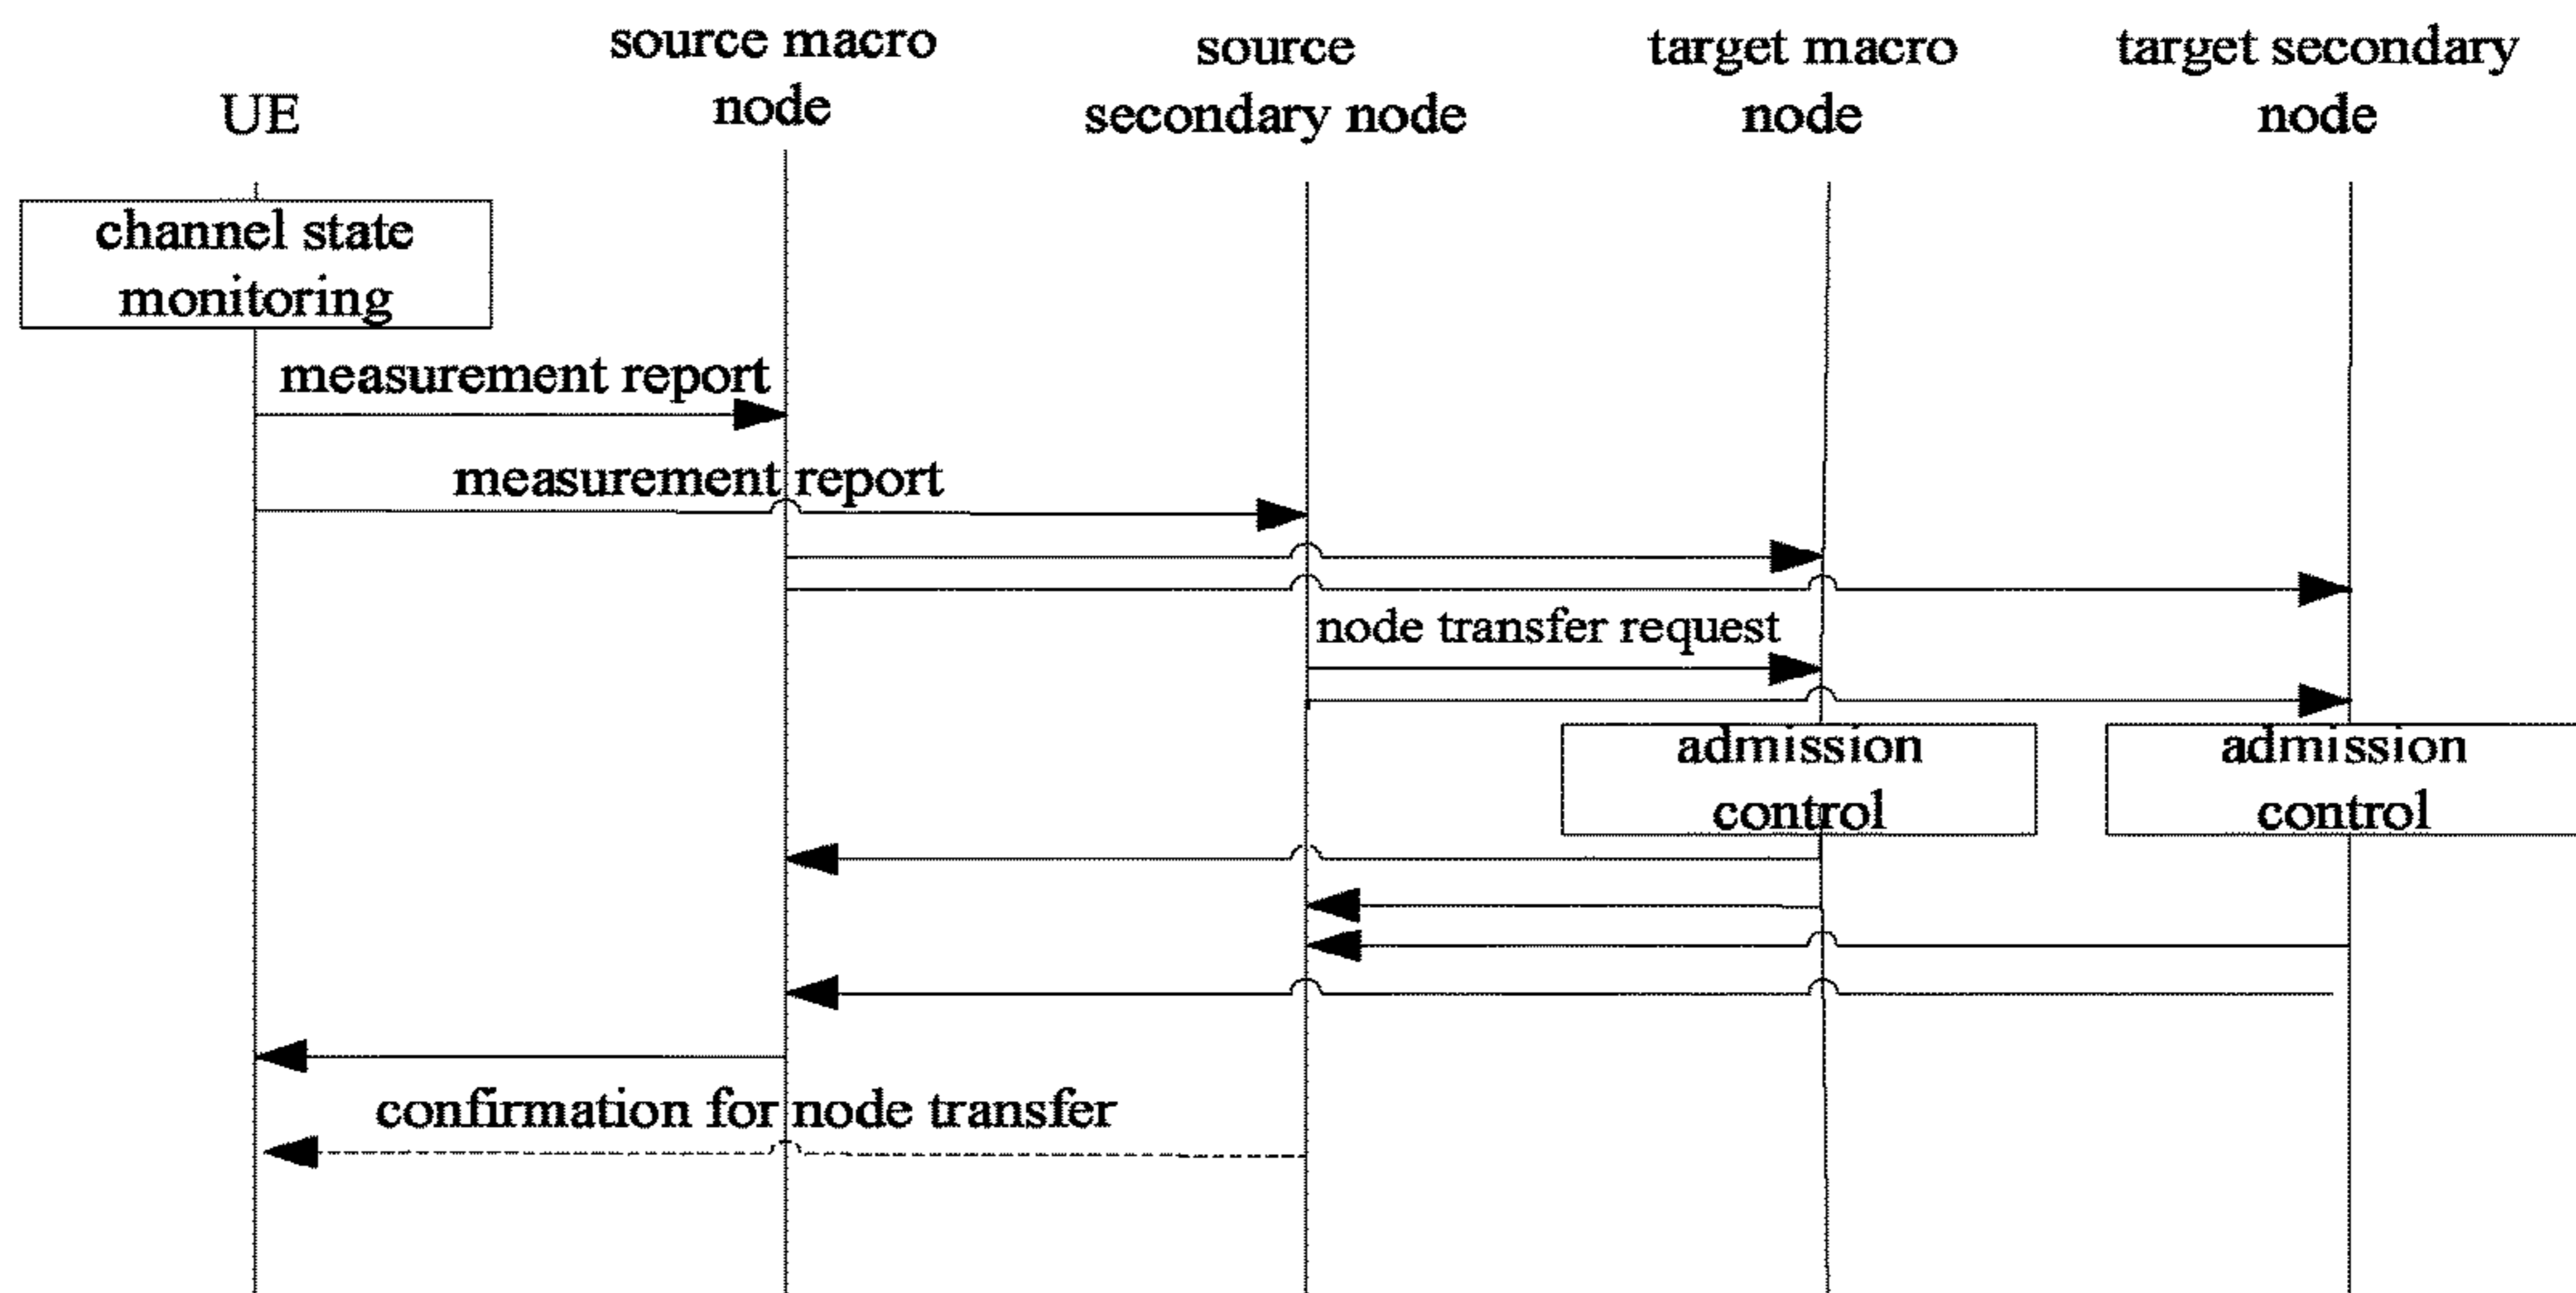 UE
source macro
node
source
secondary node
target macro
node
target secondary
node
channel state
monitoring
measurement report
measurement report
node transfer request
admission
control
admission
control
confirmation for node transfer